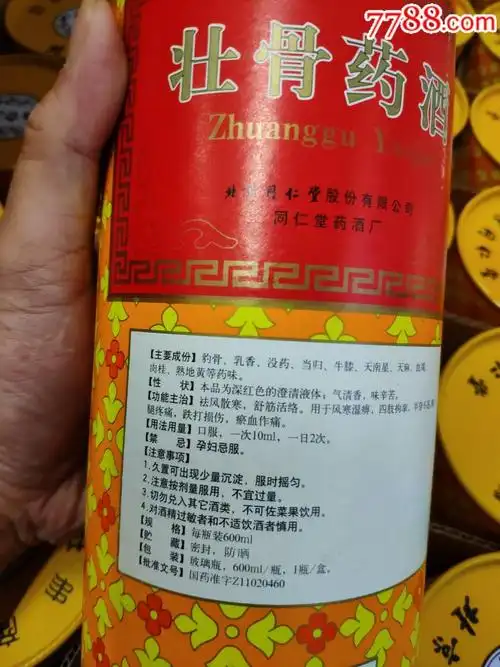 7788.com
壮骨药酒
Zhuanggu
北京同仁堂股份有限公司
同仁堂药酒厂
【主要成份】豹骨、乳香、没药、当归、牛膝、天南星、天麻、
肉桂、熟地黄等药味。
【性 状】本品为深红色的澄清液体；气清香，味辛苦。
【功能主治】祛风散寒，舒筋活络。用于风寒湿痹，四肢拘挛，
腿疼痛，跌打损伤，瘀血作痛。
【用法用量】口服，一次10ml，一日2次。
【禁 忌】孕妇忌服。
【注意事项】
1.久置可出现少量沉淀，服时摇匀。
2.注意按剂量服用，不宜过量。
3.切勿兑入其它酒类，不可佐菜果饮用。
4.对酒精过敏者和不适饮酒者慎用。
【规 格】每瓶装600ml
【贮 藏】密封，防晒
【包 装】玻璃瓶，600ml/瓶，1瓶/盒。
【批准文号】国药准字Z11020460